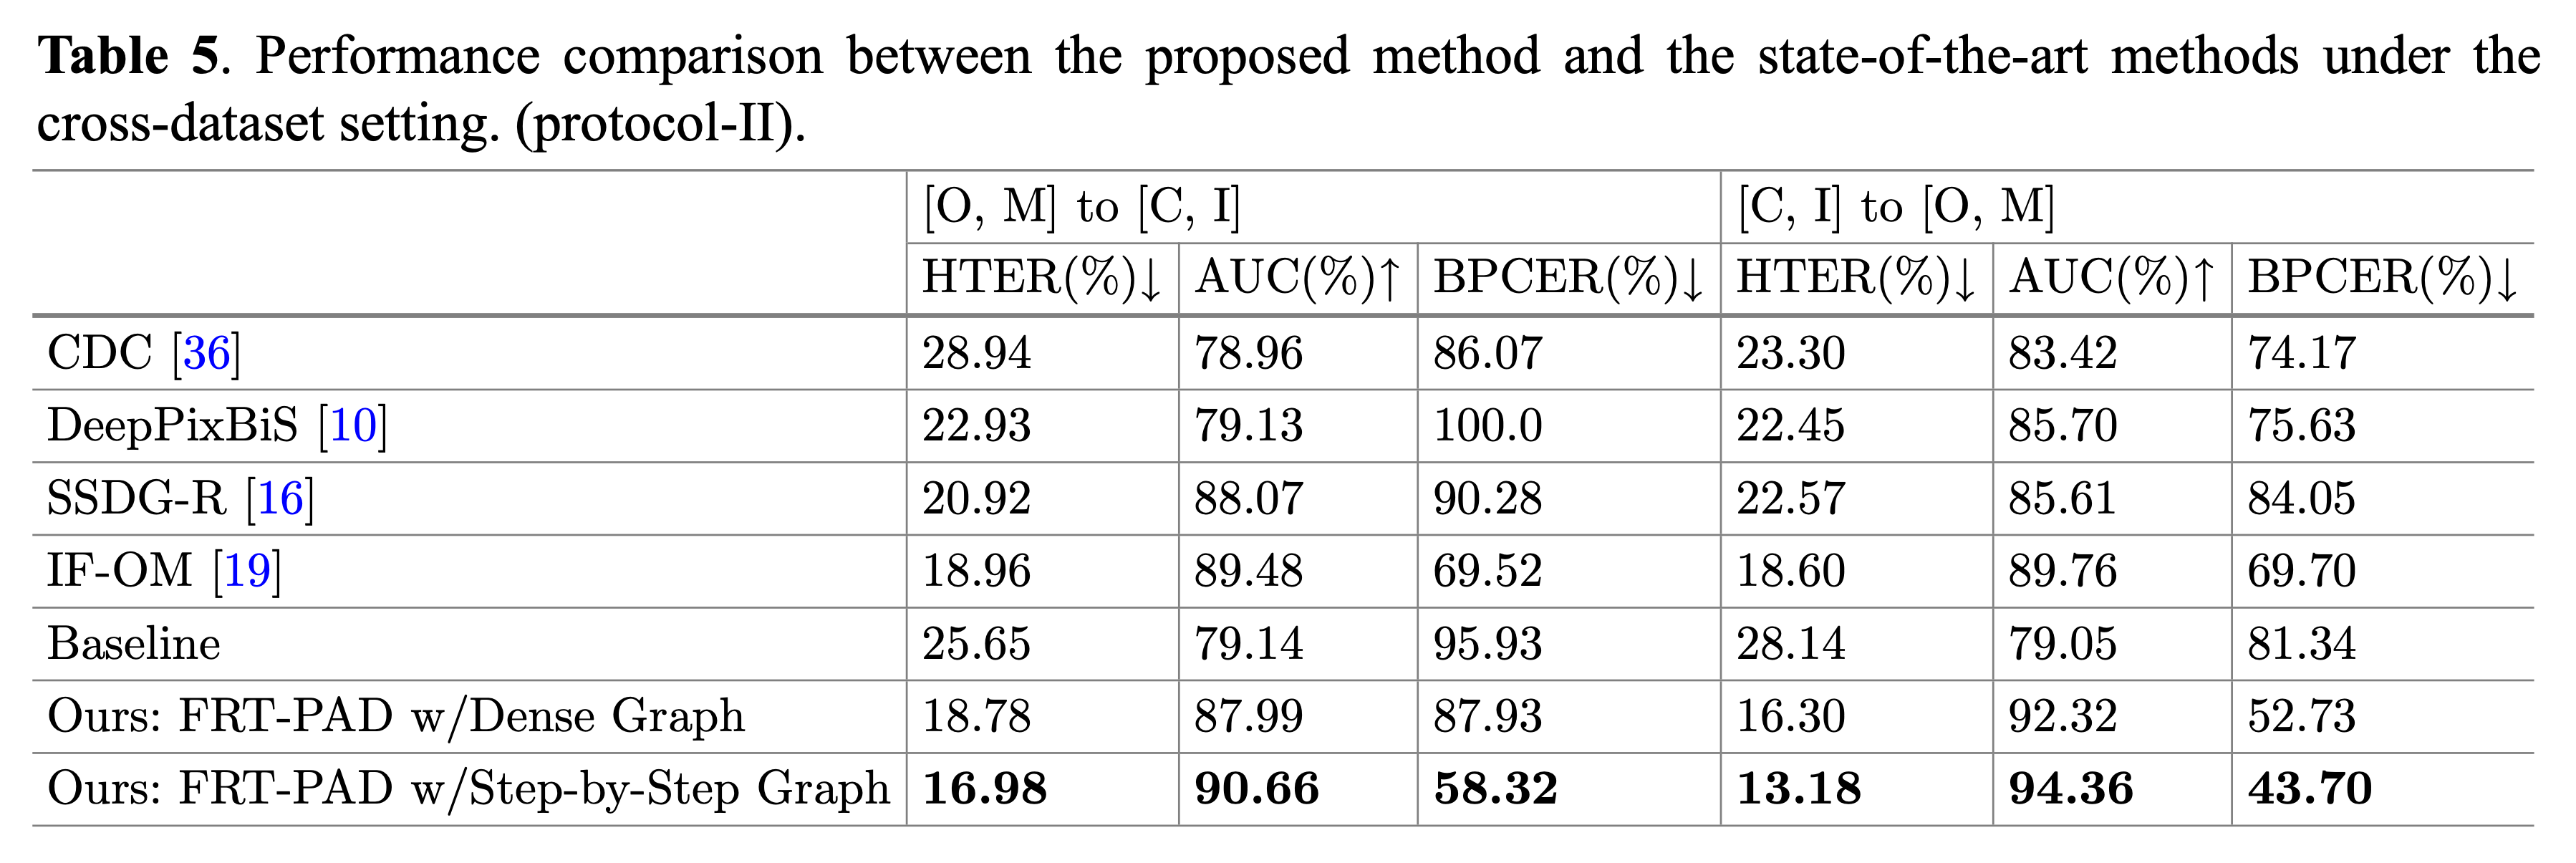 Table 5. Performance comparison between the proposed method and the state-of-the-art methods under the
cross-dataset setting. (protocol-II).
[O, M] to [C, I] [C, I] to [O, M]
HTER(%)↓ AUC(%)↑ BPCER(%)↓ HTER(%)↓ AUC(%)↑ BPCER(%)↓
CDC [36] 28.94 78.96 86.07 23.30 83.42 74.17
DeepPixBiS [10] 22.93 79.13 100.0 22.45 85.70 75.63
SSDG-R [16] 20.92 88.07 90.28 22.57 85.61 84.05
IF-OM [19] 18.96 89.48 69.52 18.60 89.76 69.70
Baseline 25.65 79.14 95.93 28.14 79.05 81.34
Ours: FRT-PAD w/Dense Graph 18.78 87.99 87.93 16.30 92.32 52.73
Ours: FRT-PAD w/Step-by-Step Graph 16.98 90.66 58.32 13.18 94.36 43.70